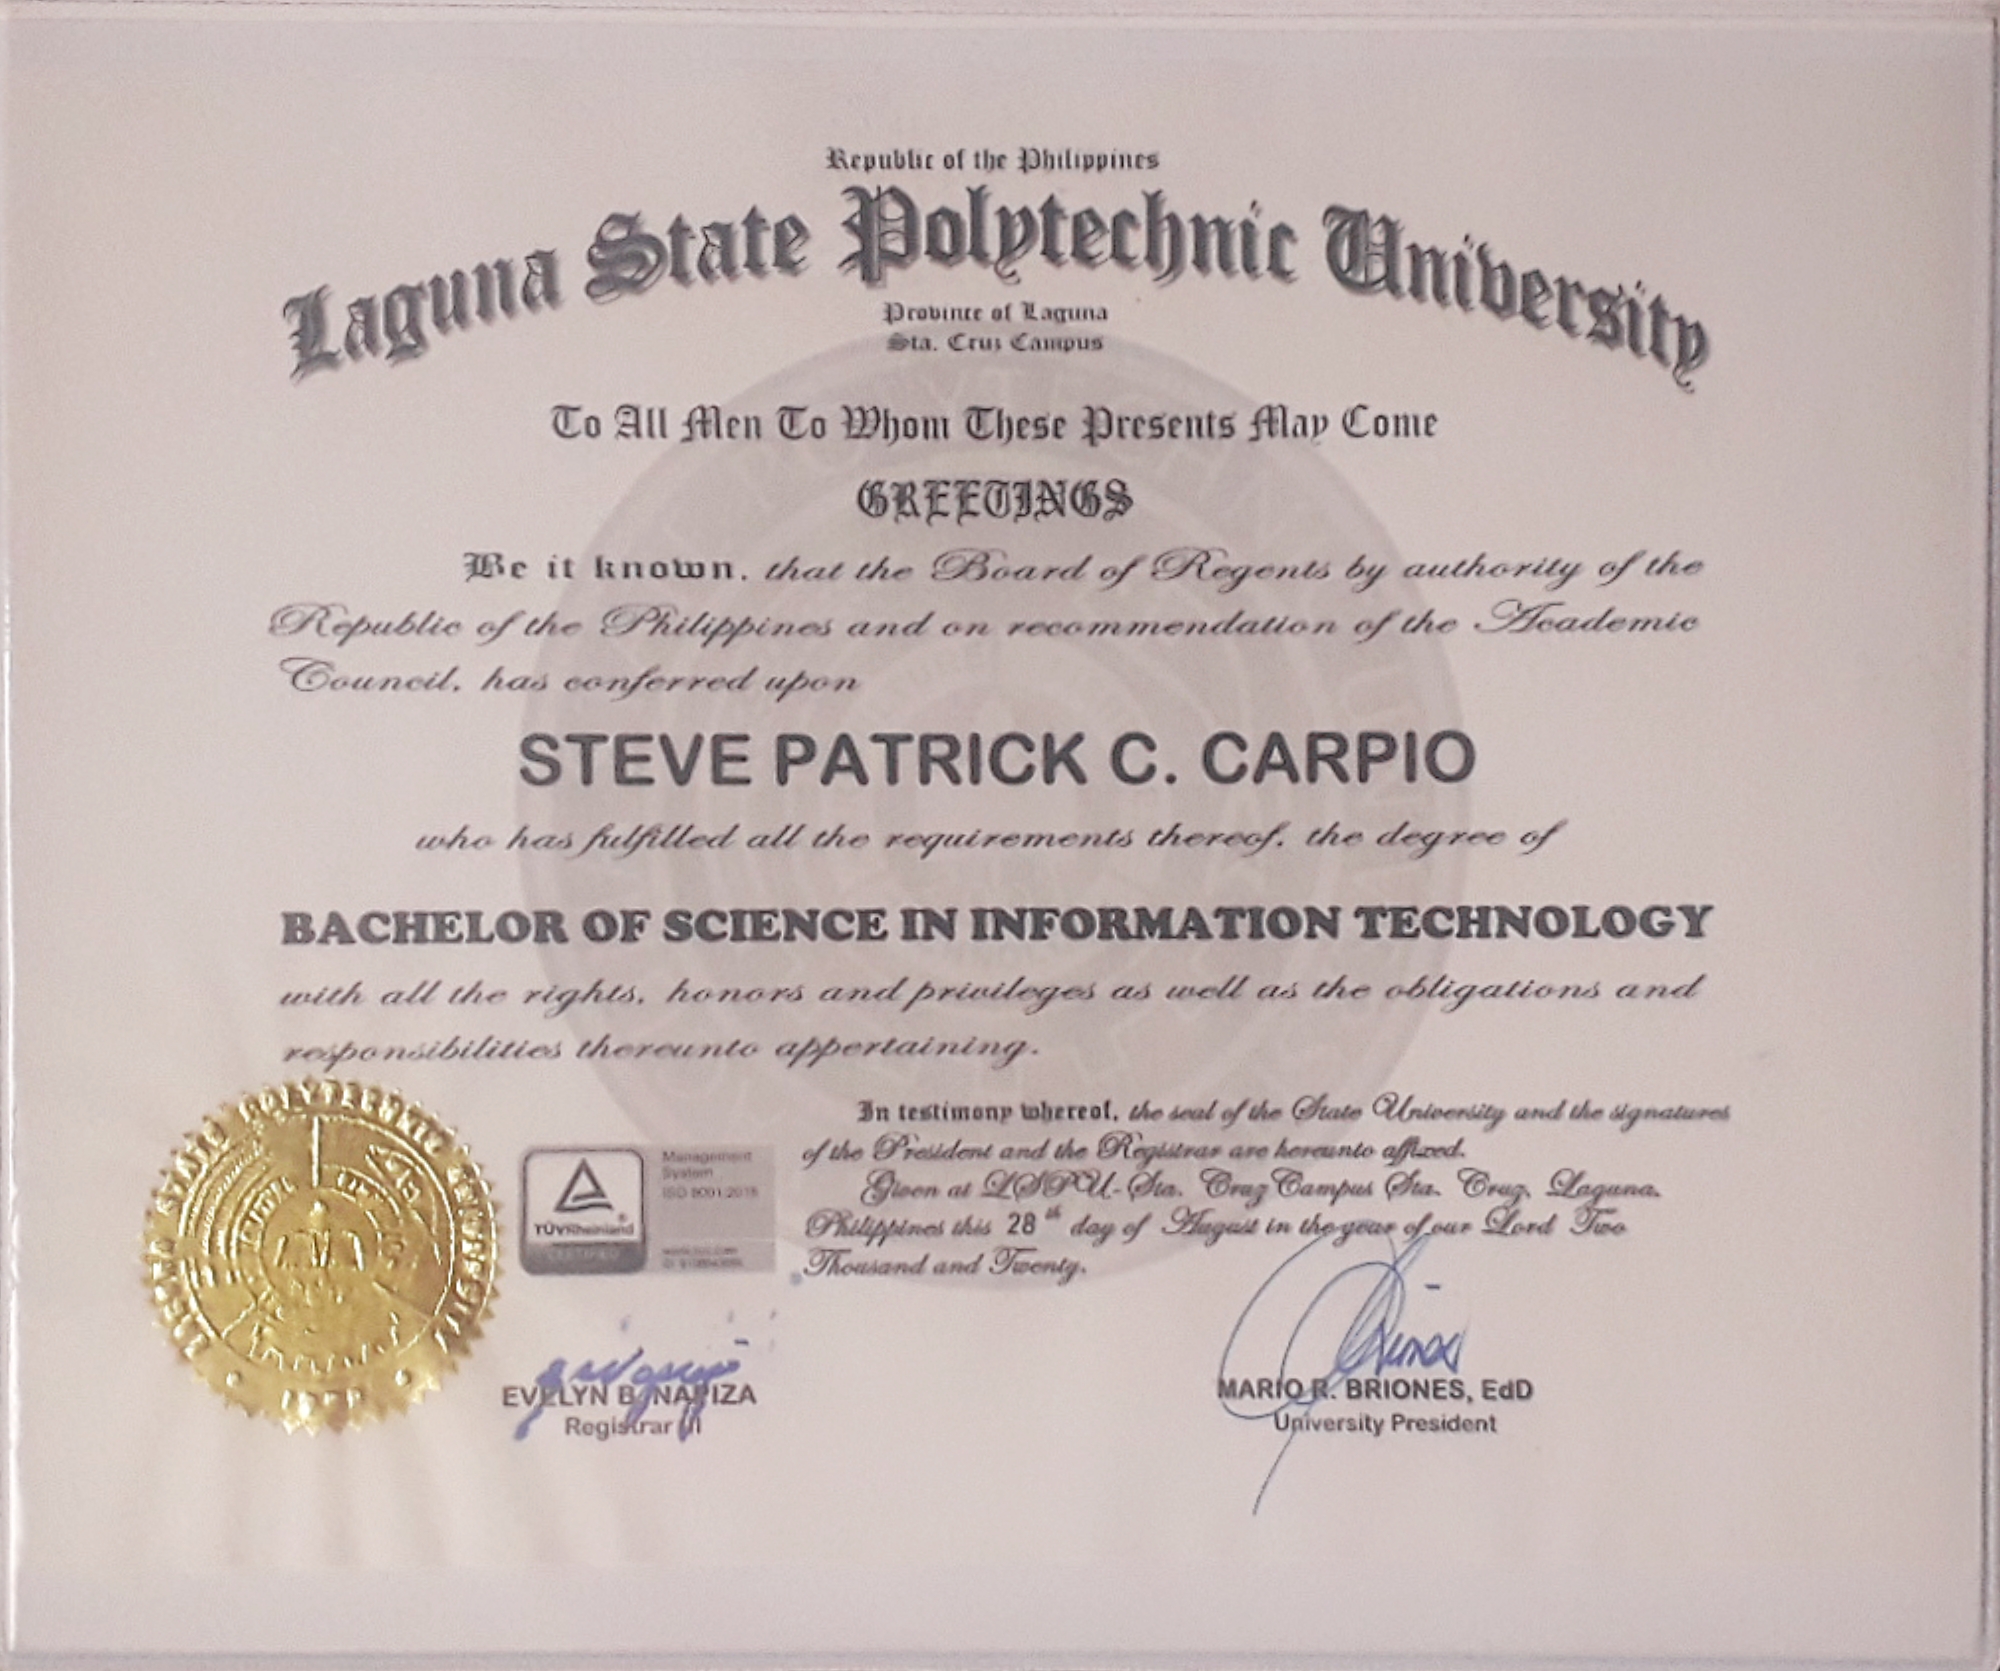 Republic of the Philippines
Laguna State Polytechnic University
Province of Laguna
Sta. Cruz Campus
To All Men To Whom These Presents May Come
GREETINGS
Be it known, that the Board of Regents by authority of the
Republic of the Philippines and on recommendation of the Academic
Council, has conferred upon
STEVE PATRICK C. CARPIO
who has fulfilled all the requirements thereof, the degree of
BACHELOR OF SCIENCE IN INFORMATION TECHNOLOGY
with all the rights, honors and privileges as well as the obligations and
responsibilities thereunto appertaining.
In testimony whereof, the seal of the State University and the signatures
of the President and the Registrar are hereunto affixed.
Given at LSPU-Sta. Cruz Campus Sta. Cruz, Laguna,
Philippines this 28th day of August in the year of our Lord Two
Thousand and Twenty.
LAGUNA STATE POLYTECHNIC UNIVERSITY
TÜVRheinland®
CERTIFIED
Management
System
ISO 9001:2015
www.tuv.com
EVELYN B. NAPIZA
Registrar III
MARIO R. BRIONES, EdD
University President